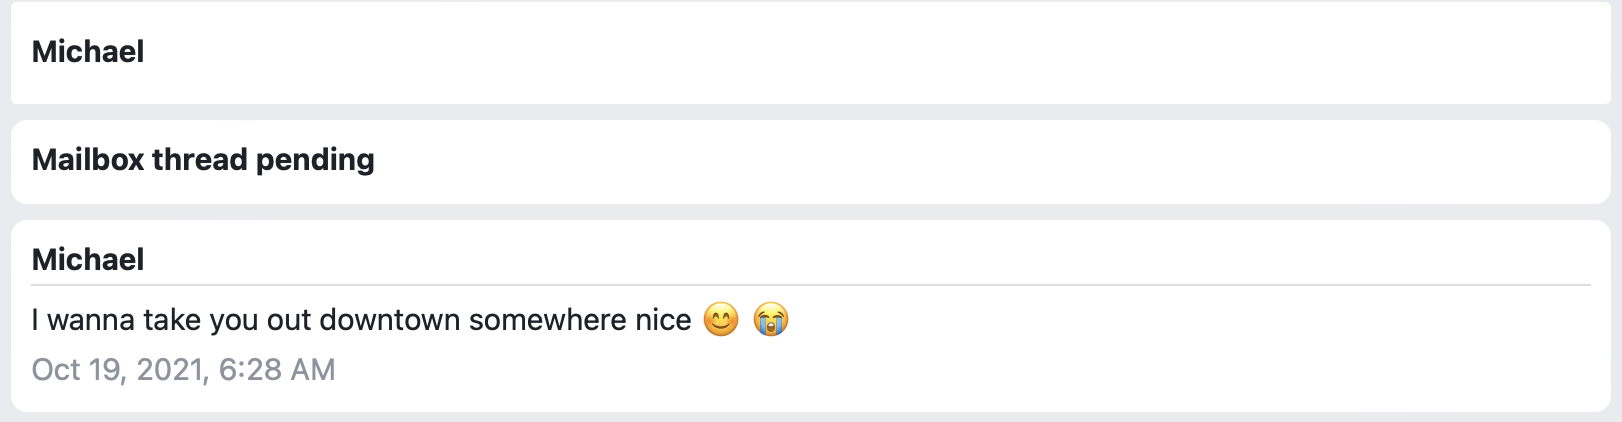 Michael
Mailbox thread pending
Michael
I wanna take you out downtown somewhere nice 😊 😭
Oct 19, 2021, 6:28 AM